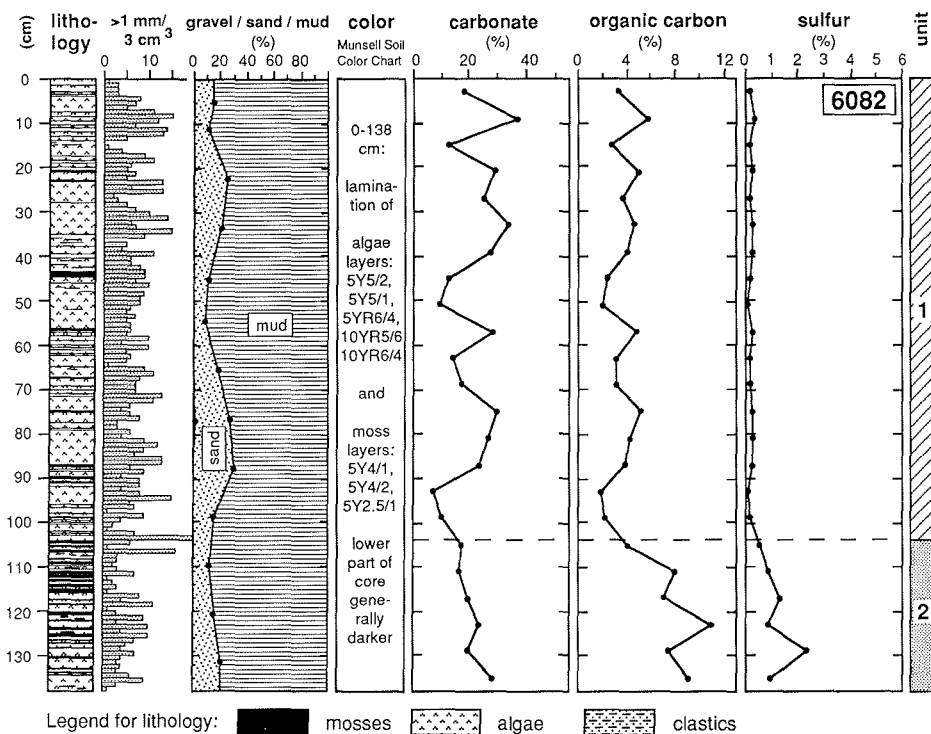 (cm)
litho-
logy
>1 mm/
3 cm³
gravel / sand / mud
(%)
color
Munsell Soil
Color Chart
carbonate
(%)
organic carbon
(%)
sulfur
(%)
unit
0 10
0 20 60 100
0 20 40
0 4 8 12
0 1 2 3 4 5 6
6082
0
10
20
30
40
50
60
70
80
90
100
110
120
130
mud
sand
0-138
cm:
lamina-
tion of
algae
layers:
5Y5/2,
5Y5/1,
5YR6/4,
10YR5/6
10YR6/4
and
moss
layers:
5Y4/1,
5Y4/2,
5Y2.5/1
lower
part of
core
gene-
rally
darker
1
2
Legend for lithology: mosses algae clastics